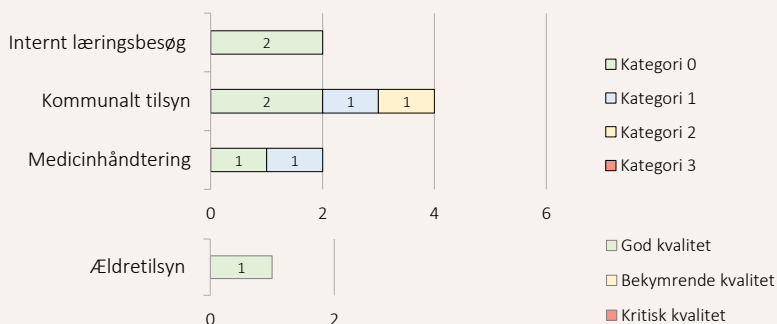 Internt læringsbesøg
2
Kategori 0
Kommunalt tilsyn
2 1 1
Kategori 1
Kategori 2
Medicinhåndtering
1 1
Kategori 3
0 2 4 6
Ældretilsyn
1
God kvalitet
Bekymrende kvalitet
Kritisk kvalitet
0 2